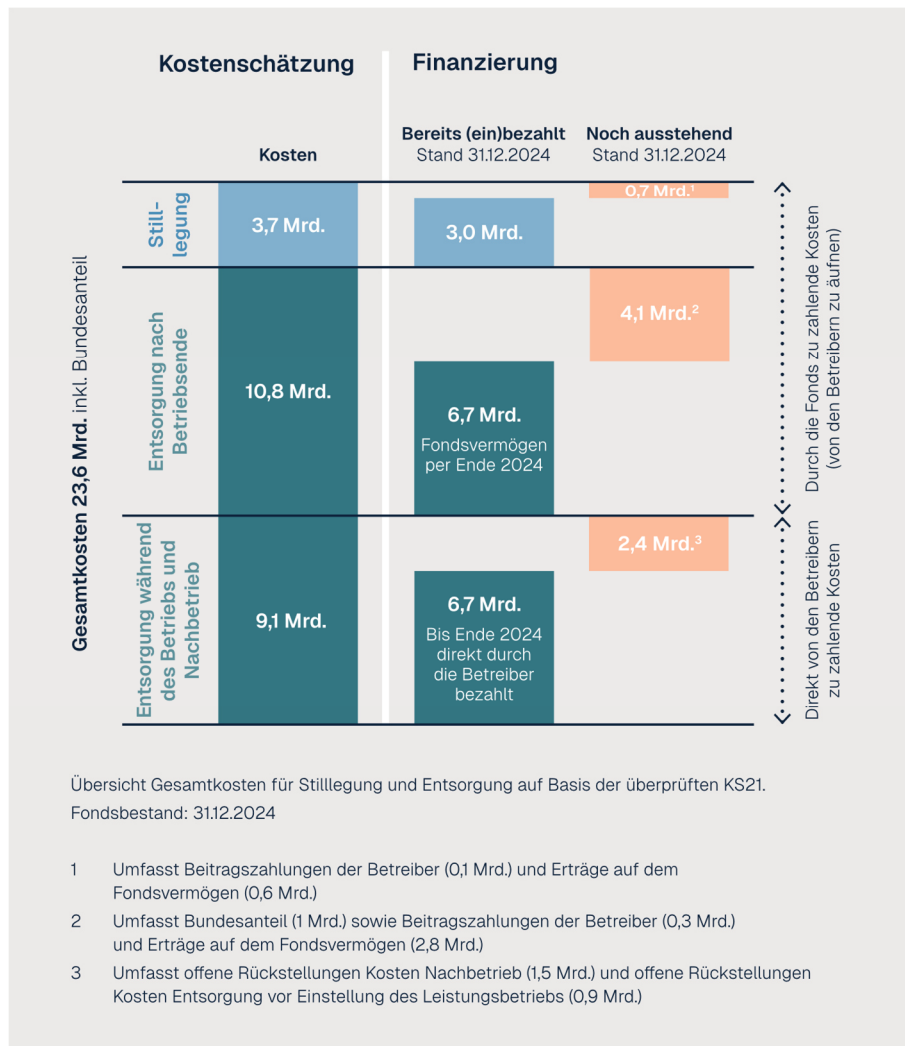 Kostenschätzung
Finanzierung
Kosten
Bereits (ein)bezahlt
Stand 31.12.2024
Noch ausstehend
Stand 31.12.2024
Gesamtkosten 23,6 Mrd. inkl. Bundesanteil
Still-
legung
3,7 Mrd.
3,0 Mrd.
0,7 Mrd.¹
Entsorgung nach
Betriebsende
10,8 Mrd.
6,7 Mrd.
Fondsvermögen
per Ende 2024
4,1 Mrd.²
Durch die Fonds zu zahlende Kosten
(von den Betreibern zu äufnen)
Entsorgung während
des Betriebs und
Nachbetrieb
9,1 Mrd.
6,7 Mrd.
Bis Ende 2024
direkt durch
die Betreiber
bezahlt
2,4 Mrd.³
Direkt von den Betreibern
zu zahlende Kosten
Übersicht Gesamtkosten für Stilllegung und Entsorgung auf Basis der überprüften KS21.
Fondsbestand: 31.12.2024
1 Umfasst Beitragszahlungen der Betreiber (0,1 Mrd.) und Erträge auf dem
Fondsvermögen (0,6 Mrd.)
2 Umfasst Bundesanteil (1 Mrd.) sowie Beitragszahlungen der Betreiber (0,3 Mrd.)
und Erträge auf dem Fondsvermögen (2,8 Mrd.)
3 Umfasst offene Rückstellungen Kosten Nachbetrieb (1,5 Mrd.) und offene Rückstellungen
Kosten Entsorgung vor Einstellung des Leistungsbetriebs (0,9 Mrd.)